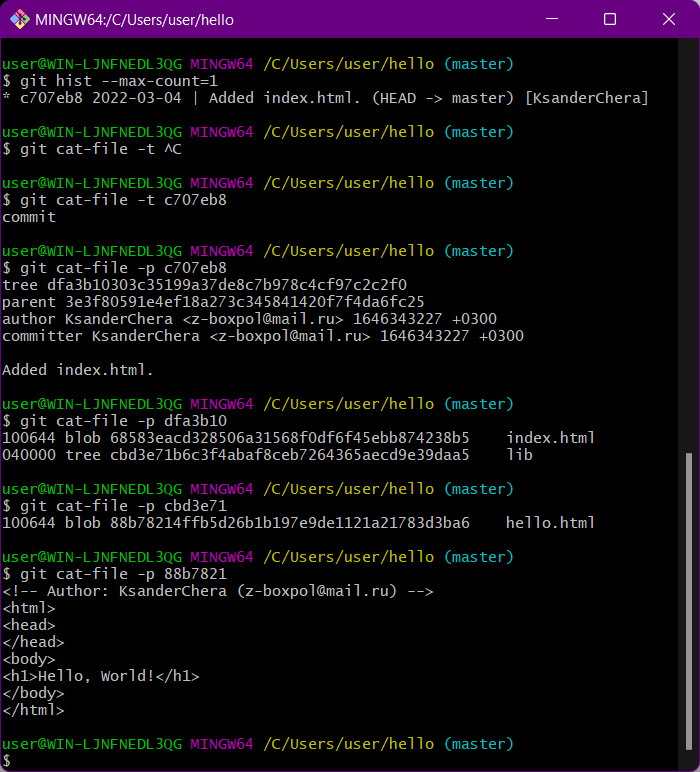 MINGW64:/C/Users/user/hello
user@WIN-LJNFNEDL3QG MINGW64 /C/Users/user/hello (master)
$ git hist --max-count=1
* c707eb8 2022-03-04 | Added index.html. (HEAD -> master) [KsanderChera]
user@WIN-LJNFNEDL3QG MINGW64 /C/Users/user/hello (master)
$ git cat-file -t ^C
user@WIN-LJNFNEDL3QG MINGW64 /C/Users/user/hello (master)
$ git cat-file -t c707eb8
commit
user@WIN-LJNFNEDL3QG MINGW64 /C/Users/user/hello (master)
$ git cat-file -p c707eb8
tree dfa3b10303c35199a37de8c7b978c4cf97c2c2f0
parent 3e3f80591e4ef18a273c345841420f7f4da6fc25
author KsanderChera <z-boxpol@mail.ru> 1646343227 +0300
committer KsanderChera <z-boxpol@mail.ru> 1646343227 +0300
Added index.html.
user@WIN-LJNFNEDL3QG MINGW64 /C/Users/user/hello (master)
$ git cat-file -p dfa3b10
100644 blob 68583eacd328506a31568f0df6f45ebb874238b5    index.html
040000 tree cbd3e71b6c3f4abaf8ceb7264365aecd9e39daa5    lib
user@WIN-LJNFNEDL3QG MINGW64 /C/Users/user/hello (master)
$ git cat-file -p cbd3e71
100644 blob 88b78214ffb5d26b1b197e9de1121a21783d3ba6    hello.html
user@WIN-LJNFNEDL3QG MINGW64 /C/Users/user/hello (master)
$ git cat-file -p 88b7821
<!-- Author: KsanderChera (z-boxpol@mail.ru) -->
<html>
<head>
</head>
<body>
<h1>Hello, World!</h1>
</body>
</html>
user@WIN-LJNFNEDL3QG MINGW64 /C/Users/user/hello (master)
$